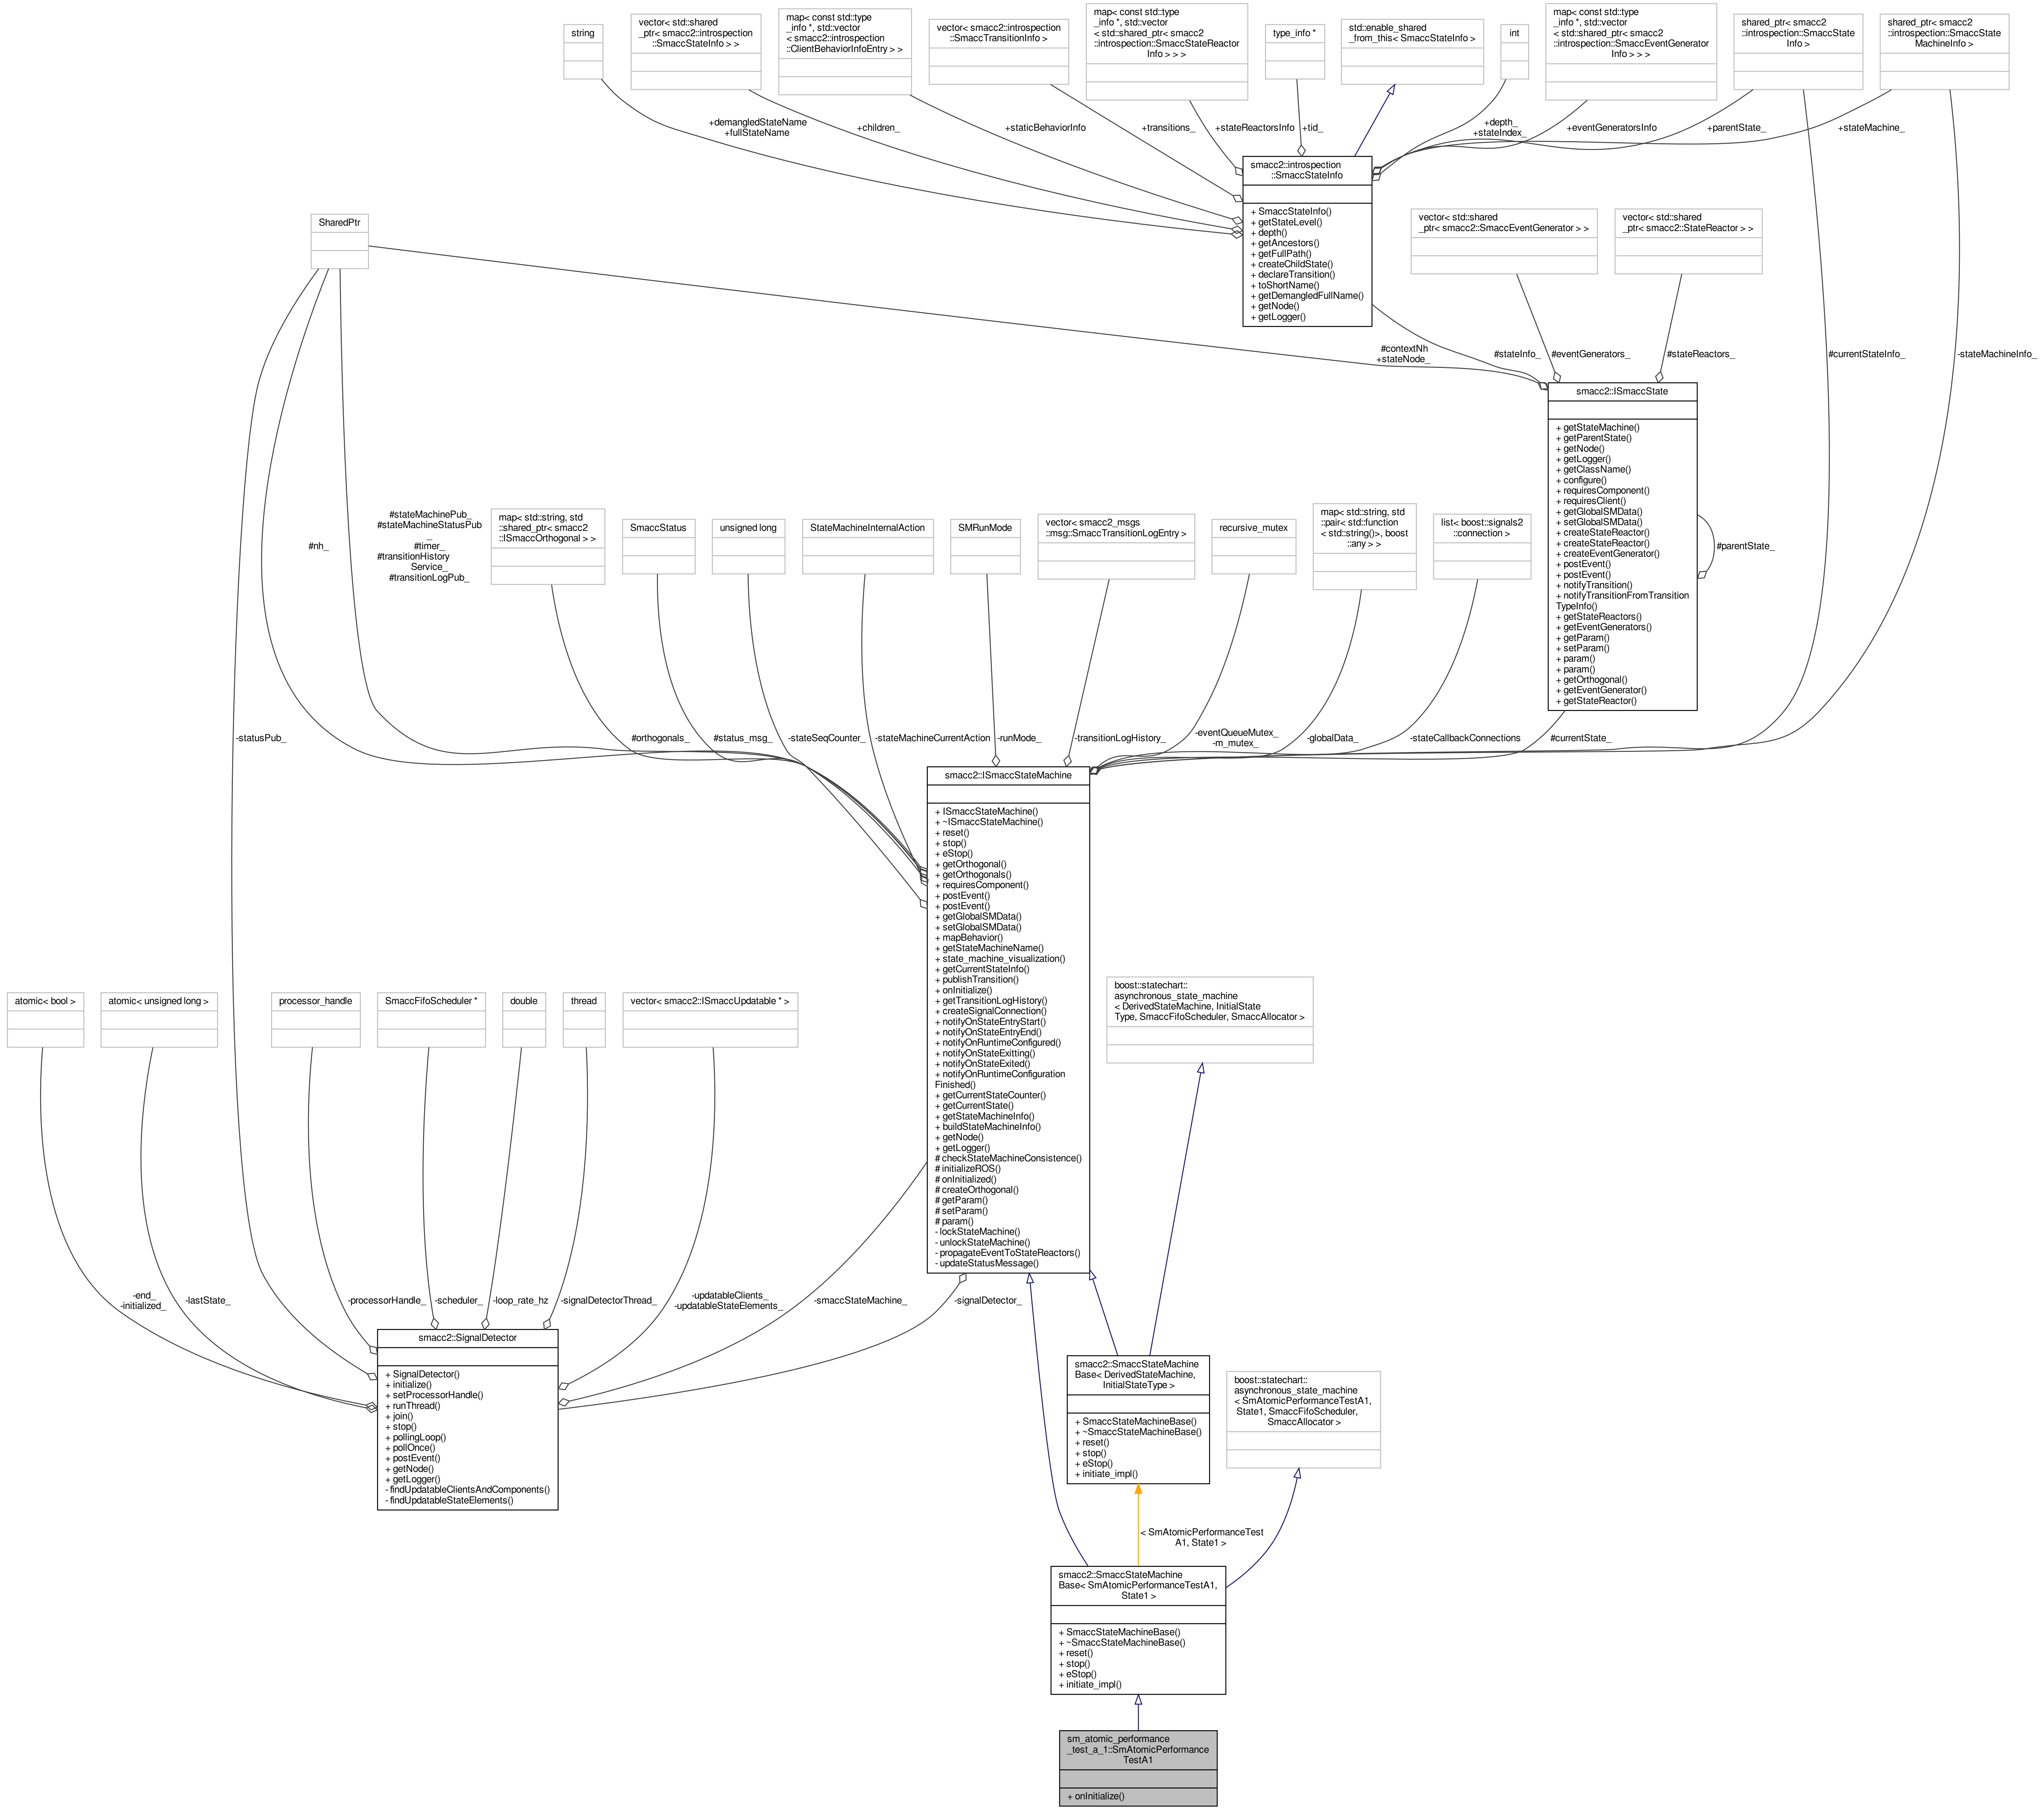 string
vector< std::shared
_ptr< smacc2::introspection
::SmaccStateInfo > >
map< const std::type
_info *, std::vector
< smacc2::introspection
::ClientBehaviorInfoEntry > >
vector< smacc2::introspection
::SmaccTransitionInfo >
map< const std::type
_info *, std::vector
< std::shared_ptr< smacc2
::introspection::SmaccStateReactor
Info > > >
type_info *
std::enable_shared
_from_this< SmaccStateInfo >
int
map< const std::type
_info *, std::vector
< std::shared_ptr< smacc2
::introspection::SmaccEventGenerator
Info > > >
shared_ptr< smacc2
::introspection::SmaccState
Info >
shared_ptr< smacc2
::introspection::SmaccState
MachineInfo >
+demangledStateName
+fullStateName
+children_
+staticBehaviorInfo
+transitions_
+stateReactorsInfo
+tid_
+depth_
+stateIndex_
+eventGeneratorsInfo
+parentState_
+stateMachine_
smacc2::introspection
::SmaccStateInfo
+ SmaccStateInfo()
+ getStateLevel()
+ depth()
+ getAncestors()
+ getFullPath()
+ createChildState()
+ declareTransition()
+ toShortName()
+ getDemangledFullName()
+ getNode()
+ getLogger()
SharedPtr
vector< std::shared
_ptr< smacc2::SmaccEventGenerator > >
vector< std::shared
_ptr< smacc2::StateReactor > >
#contextNh
+stateNode_
#stateInfo_
#eventGenerators_
#stateReactors_
#currentStateInfo_
-stateMachineInfo_
smacc2::ISmaccState
+ getStateMachine()
+ getParentState()
+ getNode()
+ getLogger()
+ getClassName()
+ configure()
+ requiresComponent()
+ requiresClient()
+ getGlobalSMData()
+ setGlobalSMData()
+ createStateReactor()
+ createStateReactor()
+ createEventGenerator()
+ postEvent()
+ postEvent()
+ notifyTransition()
+ notifyTransitionFromTransition
TypeInfo()
+ getStateReactors()
+ getEventGenerators()
+ getParam()
+ setParam()
+ param()
+ param()
+ getOrthogonal()
+ getEventGenerator()
+ getStateReactor()
#parentState_
#nh_
#stateMachinePub_
#stateMachineStatusPub
_
#timer_
#transitionHistory
Service_
#transitionLogPub_
map< std::string, std
::shared_ptr< smacc2
::ISmaccOrthogonal > >
SmaccStatus
unsigned long
StateMachineInternalAction
SMRunMode
vector< smacc2_msgs
::msg::SmaccTransitionLogEntry >
recursive_mutex
map< std::string, std
::pair< std::function
< std::string()>, boost
::any > >
list< boost::signals2
::connection >
-statusPub_
#orthogonals_
#status_msg_
-stateSeqCounter_
-stateMachineCurrentAction
-runMode_
-transitionLogHistory_
-eventQueueMutex_
-m_mutex_
-globalData_
-stateCallbackConnections
#currentState_
smacc2::ISmaccStateMachine
+ ISmaccStateMachine()
+ ~ISmaccStateMachine()
+ reset()
+ stop()
+ eStop()
+ getOrthogonal()
+ getOrthogonals()
+ requiresComponent()
+ postEvent()
+ postEvent()
+ getGlobalSMData()
+ setGlobalSMData()
+ mapBehavior()
+ getStateMachineName()
+ state_machine_visualization()
+ getCurrentStateInfo()
+ publishTransition()
+ onInitialize()
+ getTransitionLogHistory()
+ createSignalConnection()
+ notifyOnStateEntryStart()
+ notifyOnStateEntryEnd()
+ notifyOnRuntimeConfigured()
+ notifyOnStateExitting()
+ notifyOnStateExited()
+ notifyOnRuntimeConfiguration
Finished()
+ getCurrentStateCounter()
+ getCurrentState()
+ getStateMachineInfo()
+ buildStateMachineInfo()
+ getNode()
+ getLogger()
# checkStateMachineConsistence()
# initializeROS()
# onInitialized()
# createOrthogonal()
# getParam()
# setParam()
# param()
- lockStateMachine()
- unlockStateMachine()
- propagateEventToStateReactors()
- updateStatusMessage()
atomic< bool >
atomic< unsigned long >
processor_handle
SmaccFifoScheduler *
double
thread
vector< smacc2::ISmaccUpdatable * >
boost::statechart::
asynchronous_state_machine
< DerivedStateMachine, InitialState
Type, SmaccFifoScheduler, SmaccAllocator >
-end_
-initialized_
-lastState_
-processorHandle_
-scheduler_
-loop_rate_hz
-signalDetectorThread_
-updatableClients_
-updatableStateElements_
-smaccStateMachine_
-signalDetector_
smacc2::SignalDetector
+ SignalDetector()
+ initialize()
+ setProcessorHandle()
+ runThread()
+ join()
+ stop()
+ pollingLoop()
+ pollOnce()
+ postEvent()
+ getNode()
+ getLogger()
- findUpdatableClientsAndComponents()
- findUpdatableStateElements()
smacc2::SmaccStateMachine
Base< DerivedStateMachine,
InitialStateType >
+ SmaccStateMachineBase()
+ ~SmaccStateMachineBase()
+ reset()
+ stop()
+ eStop()
+ initiate_impl()
boost::statechart::
asynchronous_state_machine
< SmAtomicPerformanceTestA1,
State1, SmaccFifoScheduler,
SmaccAllocator >
< SmAtomicPerformanceTest
A1, State1 >
smacc2::SmaccStateMachine
Base< SmAtomicPerformanceTestA1,
State1 >
+ SmaccStateMachineBase()
+ ~SmaccStateMachineBase()
+ reset()
+ stop()
+ eStop()
+ initiate_impl()
sm_atomic_performance
_test_a_1::SmAtomicPerformance
TestA1
+ onInitialize()